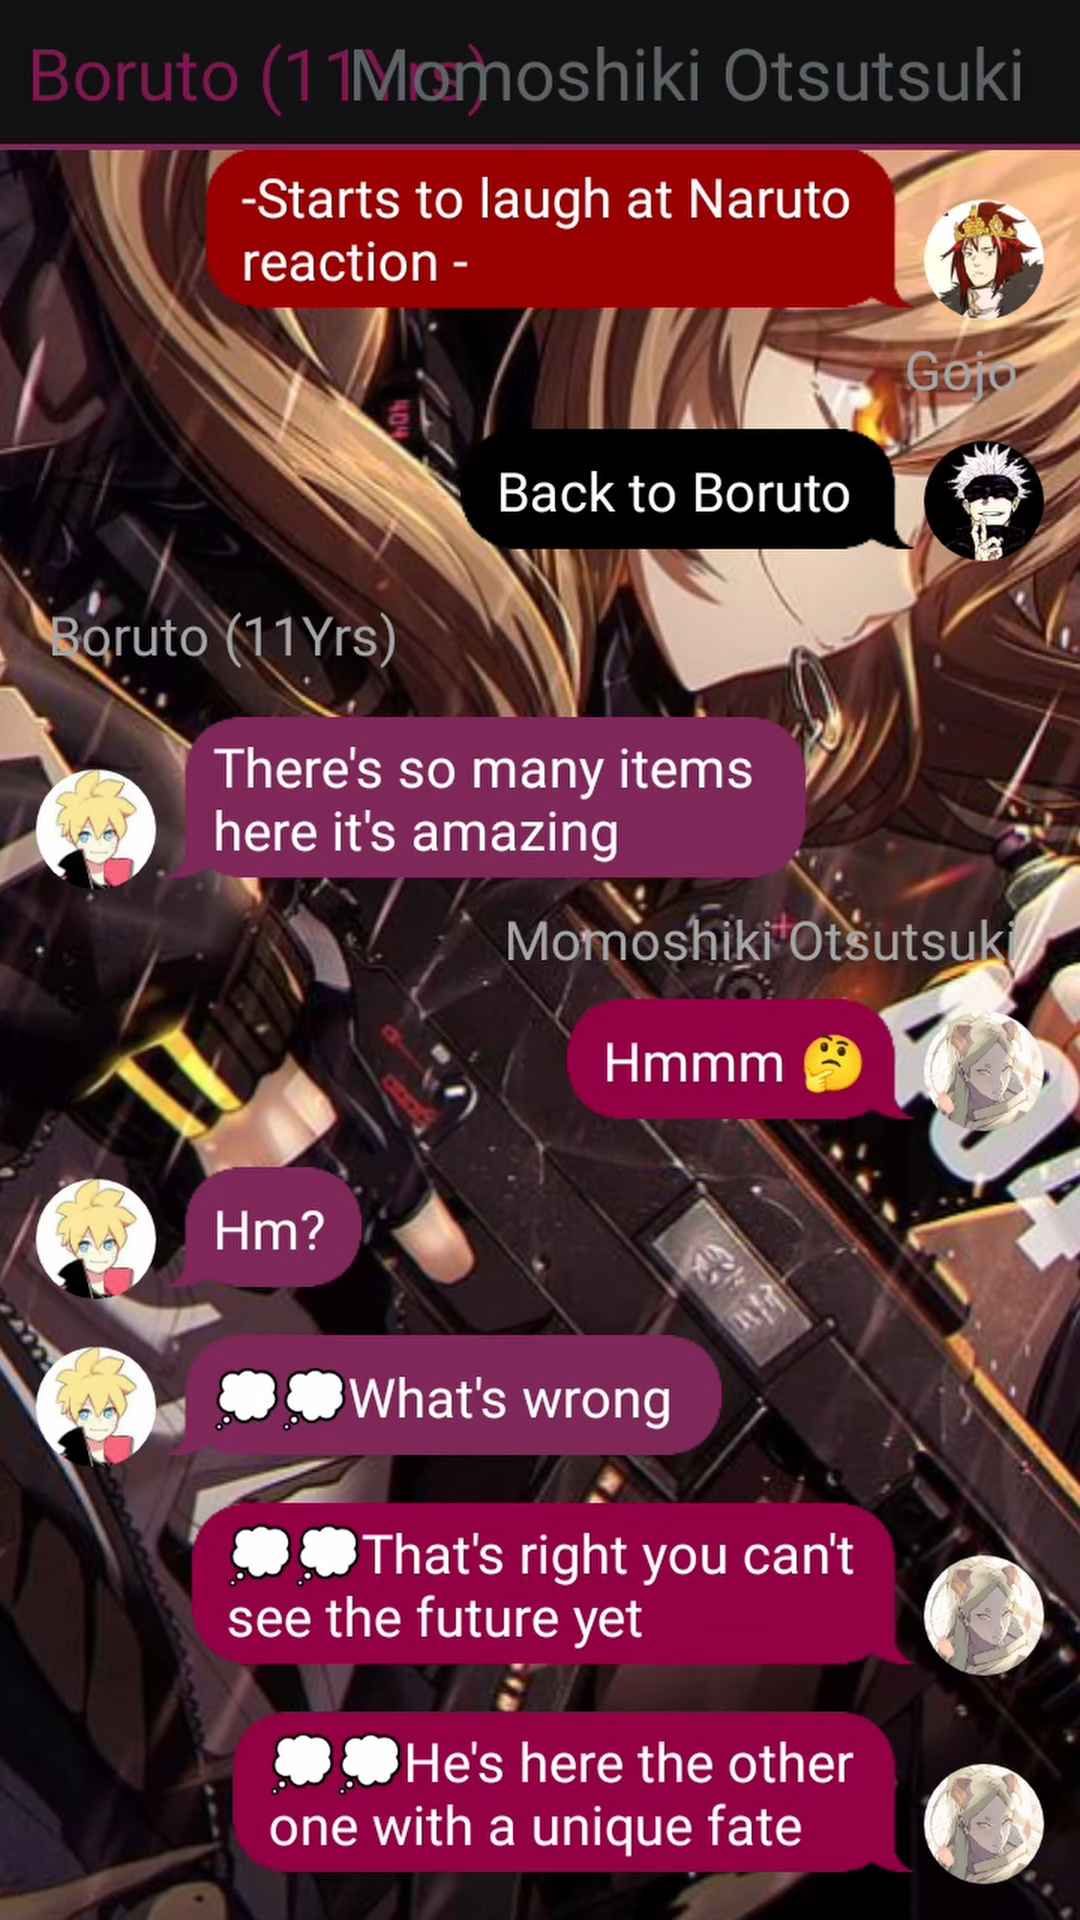 Boruto (11Yrs)
Momoshiki Otsutsuki
-Starts to laugh at Naruto
reaction -
Gojo
Back to Boruto
Boruto (11Yrs)
There's so many items
here it's amazing
Momoshiki Otsutsuki
Hmmm 🤔
Hm?
💭💭What's wrong
💭💭That's right you can't
see the future yet
💭💭He's here the other
one with a unique fate